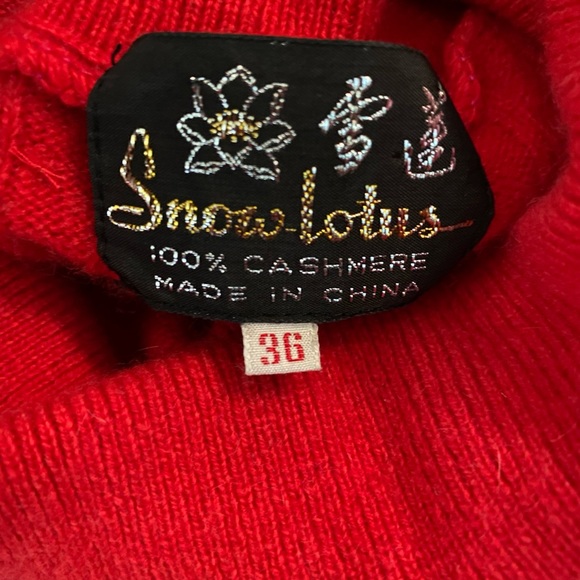 雪蓮
Snow-lotus
100% CASHMERE
MADE IN CHINA
36